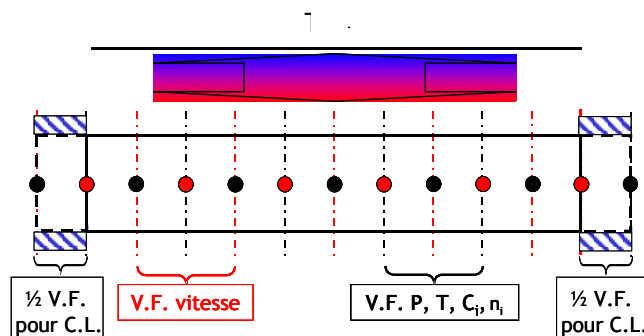 ½ V.F.
pour C.L.
V.F. vitesse
V.F. P, T, Cᵢ, nᵢ
½ V.F.
pour C.L.